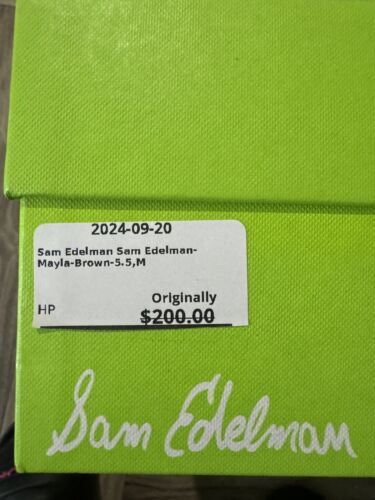 2024-09-20
Sam Edelman Sam Edelman-
Mayla-Brown-5.5,M
Originally
HP
$200.00
Sam Edelman